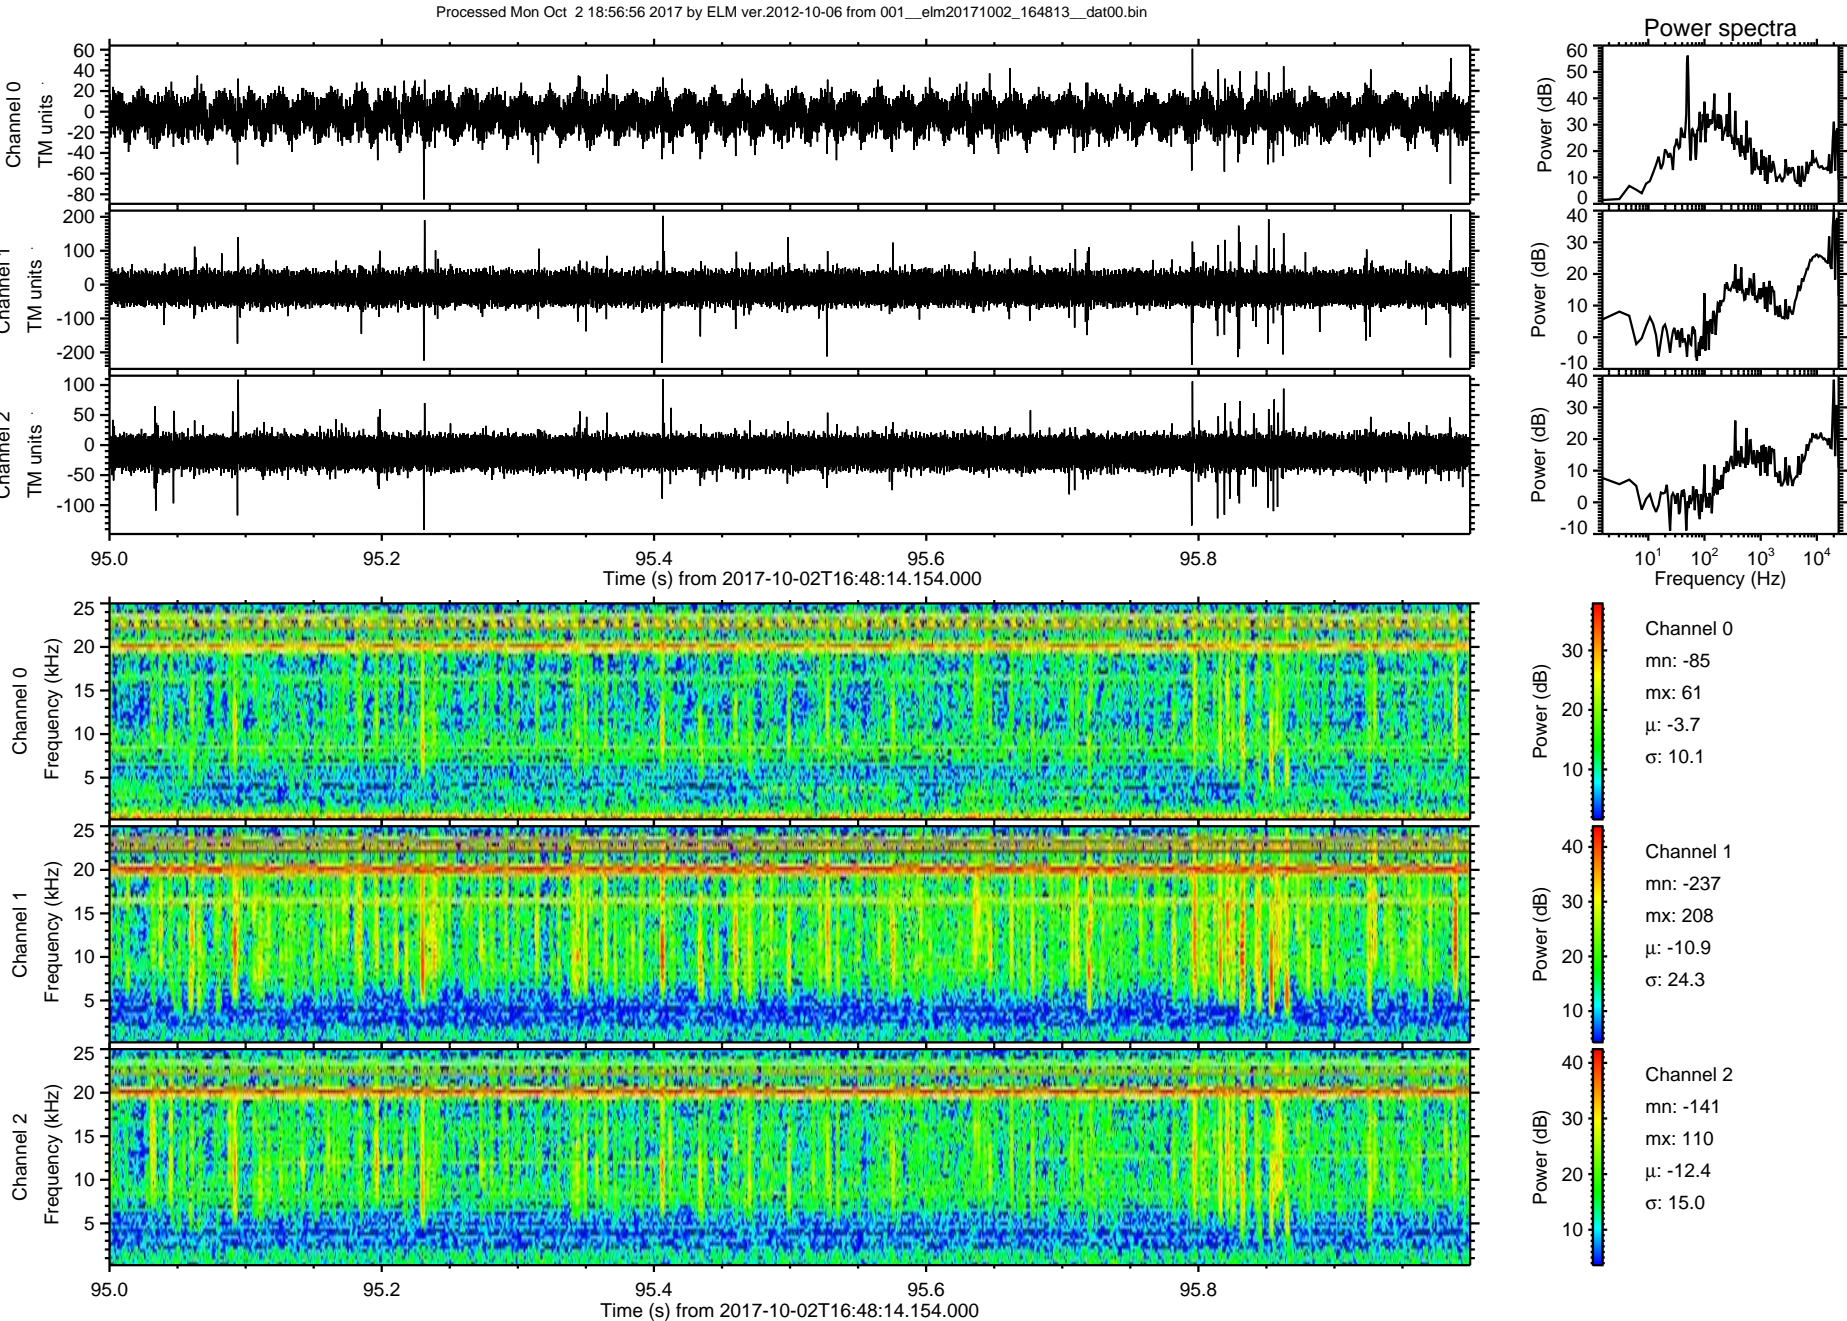 Processed Mon Oct  2 18:56:56 2017 by ELM ver.2012-10-06 from 001__elm20171002_164813__dat00.bin
Power spectra
Channel 0
TM units
60
40
20
0
-20
-40
-60
-80
Power (dB)
60
50
40
30
20
10
0
Channel 1
TM units
200
100
0
-100
-200
Power (dB)
40
30
20
10
0
-10
Channel 2
TM units
100
50
0
-50
-100
Power (dB)
40
30
20
10
0
-10
95.0 95.2 95.4 95.6 95.8
Time (s) from 2017-10-02T16:48:14.154.000
10^1 10^2 10^3 10^4
Frequency (Hz)
Channel 0
Frequency (kHz)
25
20
15
10
5
Power (dB)
30
20
10
Channel 0
mn: -85
mx: 61
μ: -3.7
σ: 10.1
Channel 1
Frequency (kHz)
25
20
15
10
5
Power (dB)
40
30
20
10
Channel 1
mn: -237
mx: 208
μ: -10.9
σ: 24.3
Channel 2
Frequency (kHz)
25
20
15
10
5
Power (dB)
40
30
20
10
Channel 2
mn: -141
mx: 110
μ: -12.4
σ: 15.0
95.0 95.2 95.4 95.6 95.8
Time (s) from 2017-10-02T16:48:14.154.000